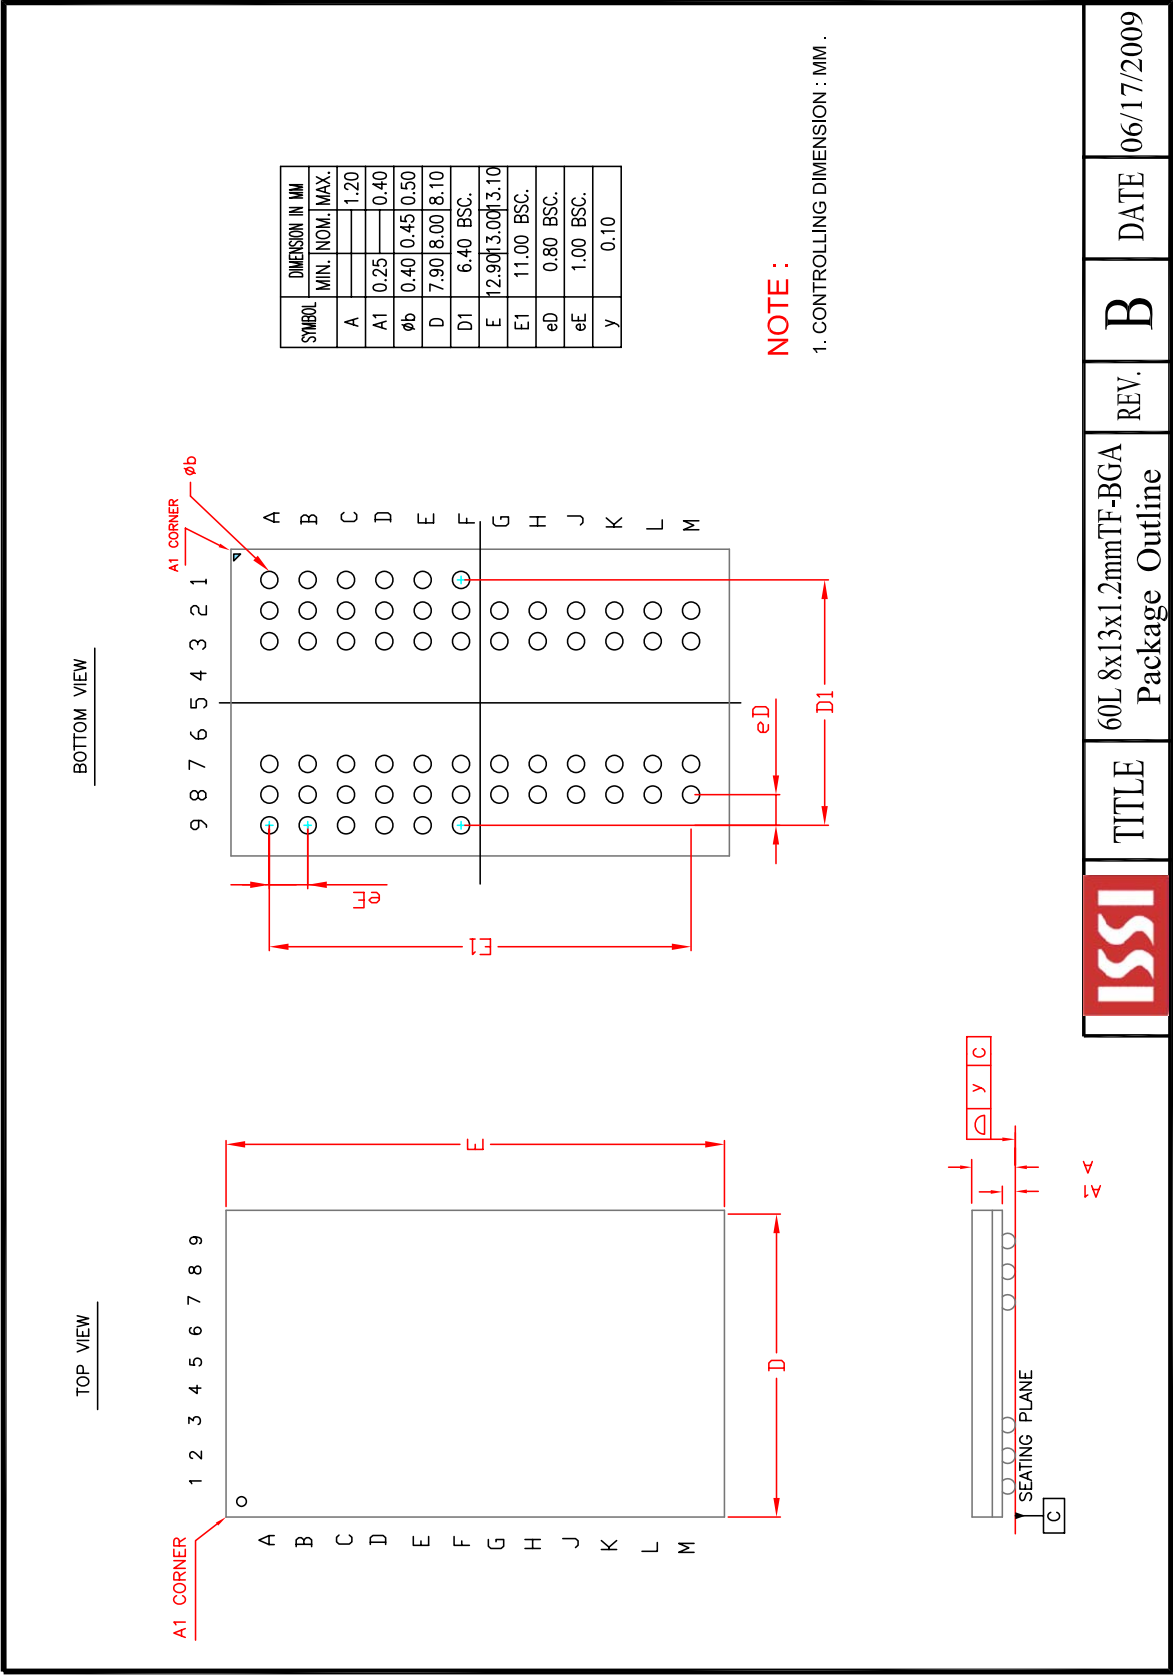 TOP VIEW
A1 CORNER
1 2 3 4 5 6 7 8 9
A
B
C
D
E
F
G
H
J
K
L
M
E
D
BOTTOM VIEW
A1 CORNER
øb
9 8 7 6 5 4 3 2 1
A
B
C
D
E
F
G
H
J
K
L
M
eE
E1
eD
D1
SYMBOL DIMENSION IN MM
MIN. NOM. MAX.
A 1.20
A1 0.25 0.40
øb 0.40 0.45 0.50
D 7.90 8.00 8.10
D1 6.40 BSC.
E 12.90 13.00 13.10
E1 11.00 BSC.
eD 0.80 BSC.
eE 1.00 BSC.
y 0.10
NOTE :
1. CONTROLLING DIMENSION : MM .
SEATING PLANE
C
y C
A
A1
ISSI
TITLE
60L 8x13x1.2mmTF-BGA
Package Outline
REV.
B
DATE
06/17/2009